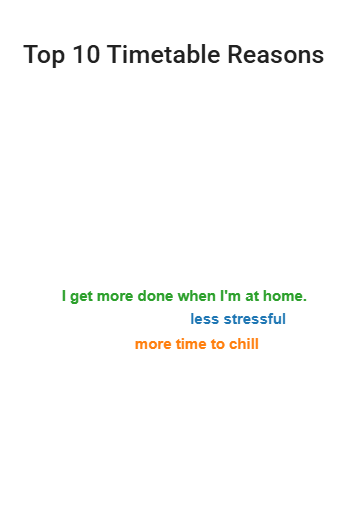 Top 10 Timetable Reasons
I get more done when I'm at home.
less stressful
more time to chill